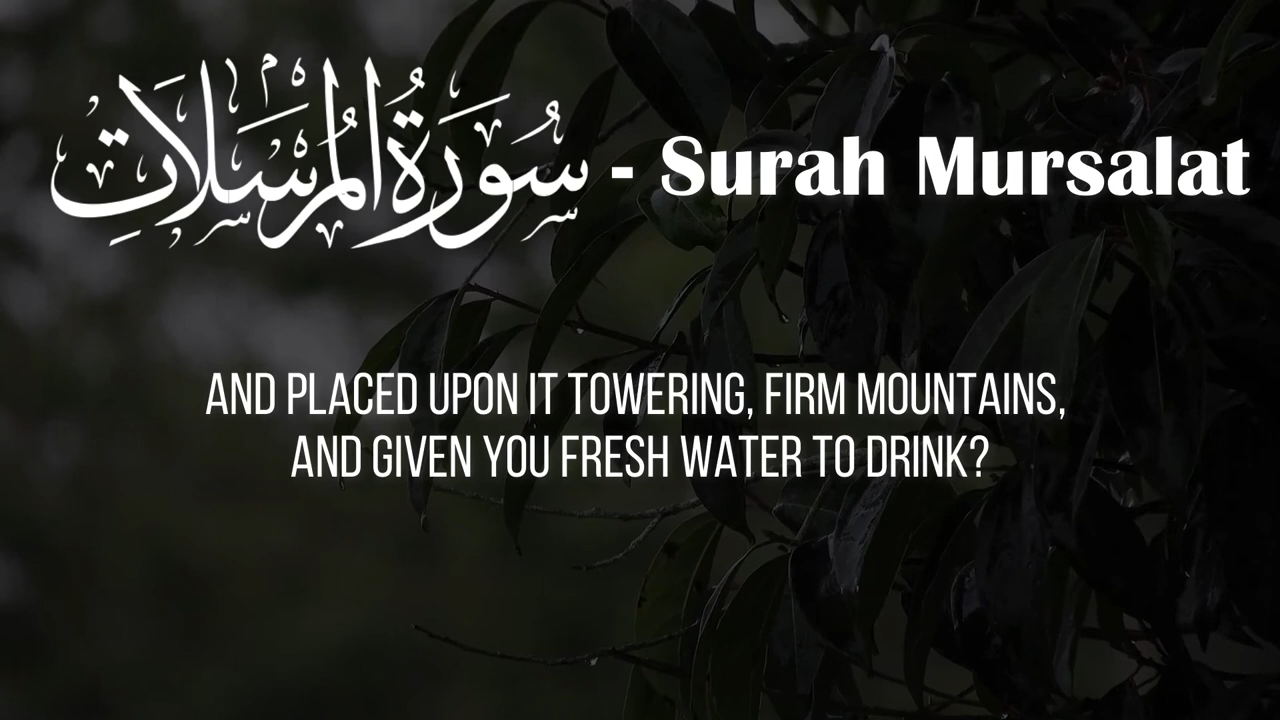 سُورَةُ المُرسَلَاتِ - Surah Mursalat
AND PLACED UPON IT TOWERING, FIRM MOUNTAINS,
AND GIVEN YOU FRESH WATER TO DRINK?